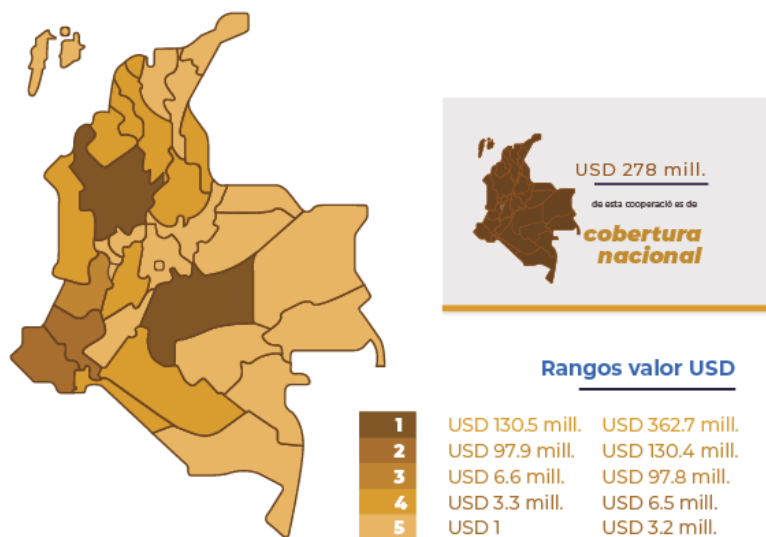 USD 278 mill.
de esta cooperació es de
cobertura
nacional
Rangos valor USD
1 USD 130.5 mill. USD 362.7 mill.
2 USD 97.9 mill. USD 130.4 mill.
3 USD 6.6 mill. USD 97.8 mill.
4 USD 3.3 mill. USD 6.5 mill.
5 USD 1 USD 3.2 mill.